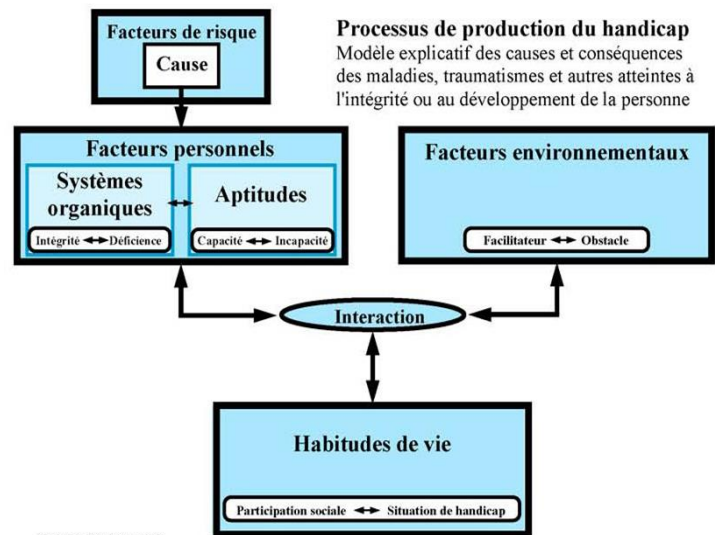 Facteurs de risque
Cause
Processus de production du handicap
Modèle explicatif des causes et conséquences
des maladies, traumatismes et autres atteintes à
l'intégrité ou au développement de la personne
Facteurs personnels
Systèmes
organiques
Intégrité
Déficience
Aptitudes
Capacité
Incapacité
Facteurs environnementaux
Facilitateur
Obstacle
Interaction
Habitudes de vie
Participation sociale
Situation de handicap